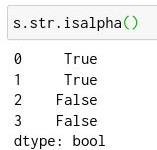 s.str.isalpha()
0     True
1     True
2    False
3    False
dtype: bool